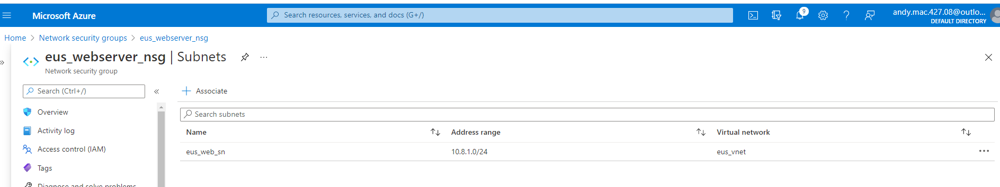 Microsoft Azure
Search resources, services, and docs (G+/)
9
andy.mac.427.08@outlo...
DEFAULT DIRECTORY
Home > Network security groups > eus_webserver_nsg
» eus_webserver_nsg | Subnets ...
Network security group
Search (Ctrl+/) «
+ Associate
Overview
Activity log
Access control (IAM)
Tags
Diagnose and solve problems
Search subnets
Name ↑↓ Address range ↑↓ Virtual network ↑↓
eus_web_sn 10.8.1.0/24 eus_vnet ...